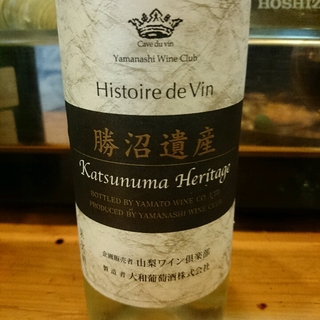 HOSHIZ
Cave du vin
Yamanashi Wine Club
Histoire de Vin
勝沼遺産
Katsunuma Heritage
BOTTLED BY YAMATO WINE CO.,LTD.
PRODUCED BY YAMANASHI WINE CLUB
企画販売者 山梨ワイン倶楽部
製造者 大和葡萄酒株式会社